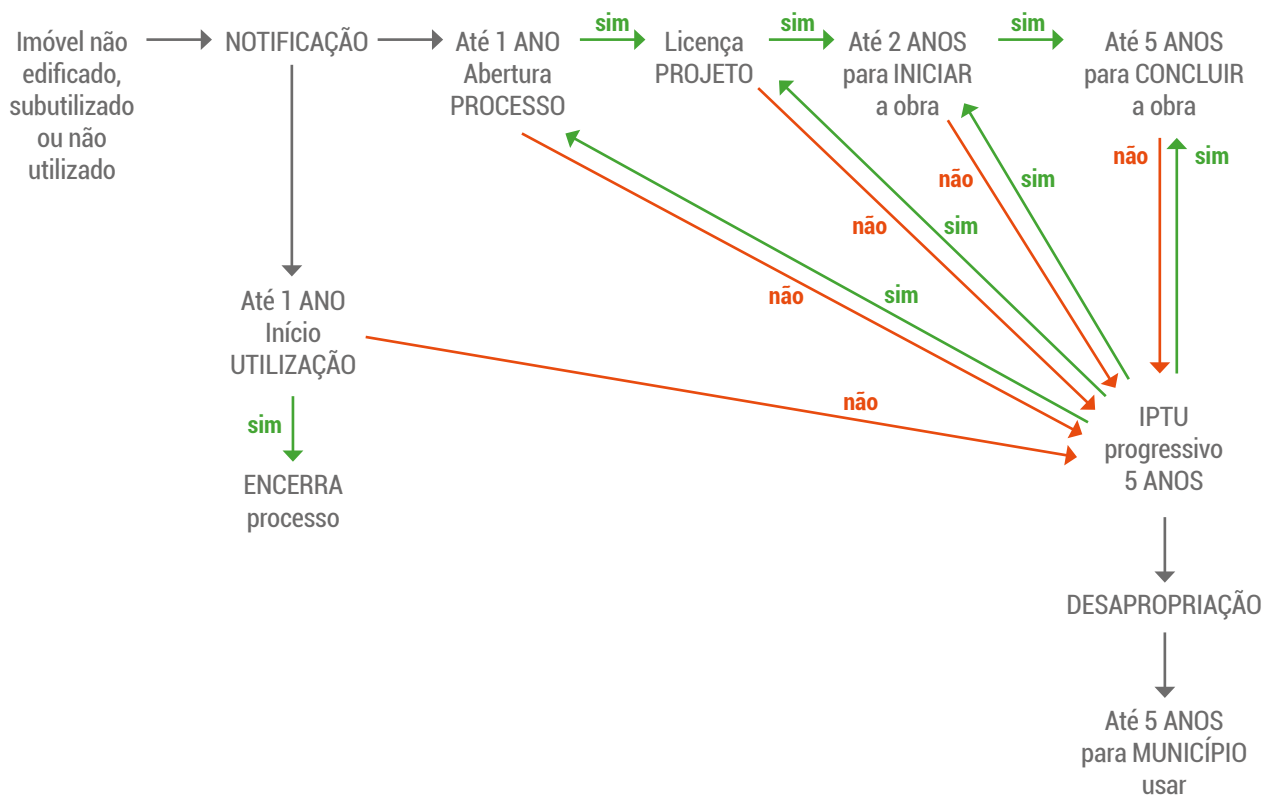 Imóvel não
edificado,
subutilizado
ou não
utilizado
NOTIFICAÇÃO
Até 1 ANO
Abertura
PROCESSO
sim
Licença
PROJETO
sim
Até 2 ANOS
para INICIAR
a obra
sim
Até 5 ANOS
para CONCLUIR
a obra
não
sim
não
sim
não
sim
não
sim
Até 1 ANO
Início
UTILIZAÇÃO
não
sim
ENCERRA
processo
IPTU
progressivo
5 ANOS
DESAPROPRIAÇÃO
Até 5 ANOS
para MUNICÍPIO
usar